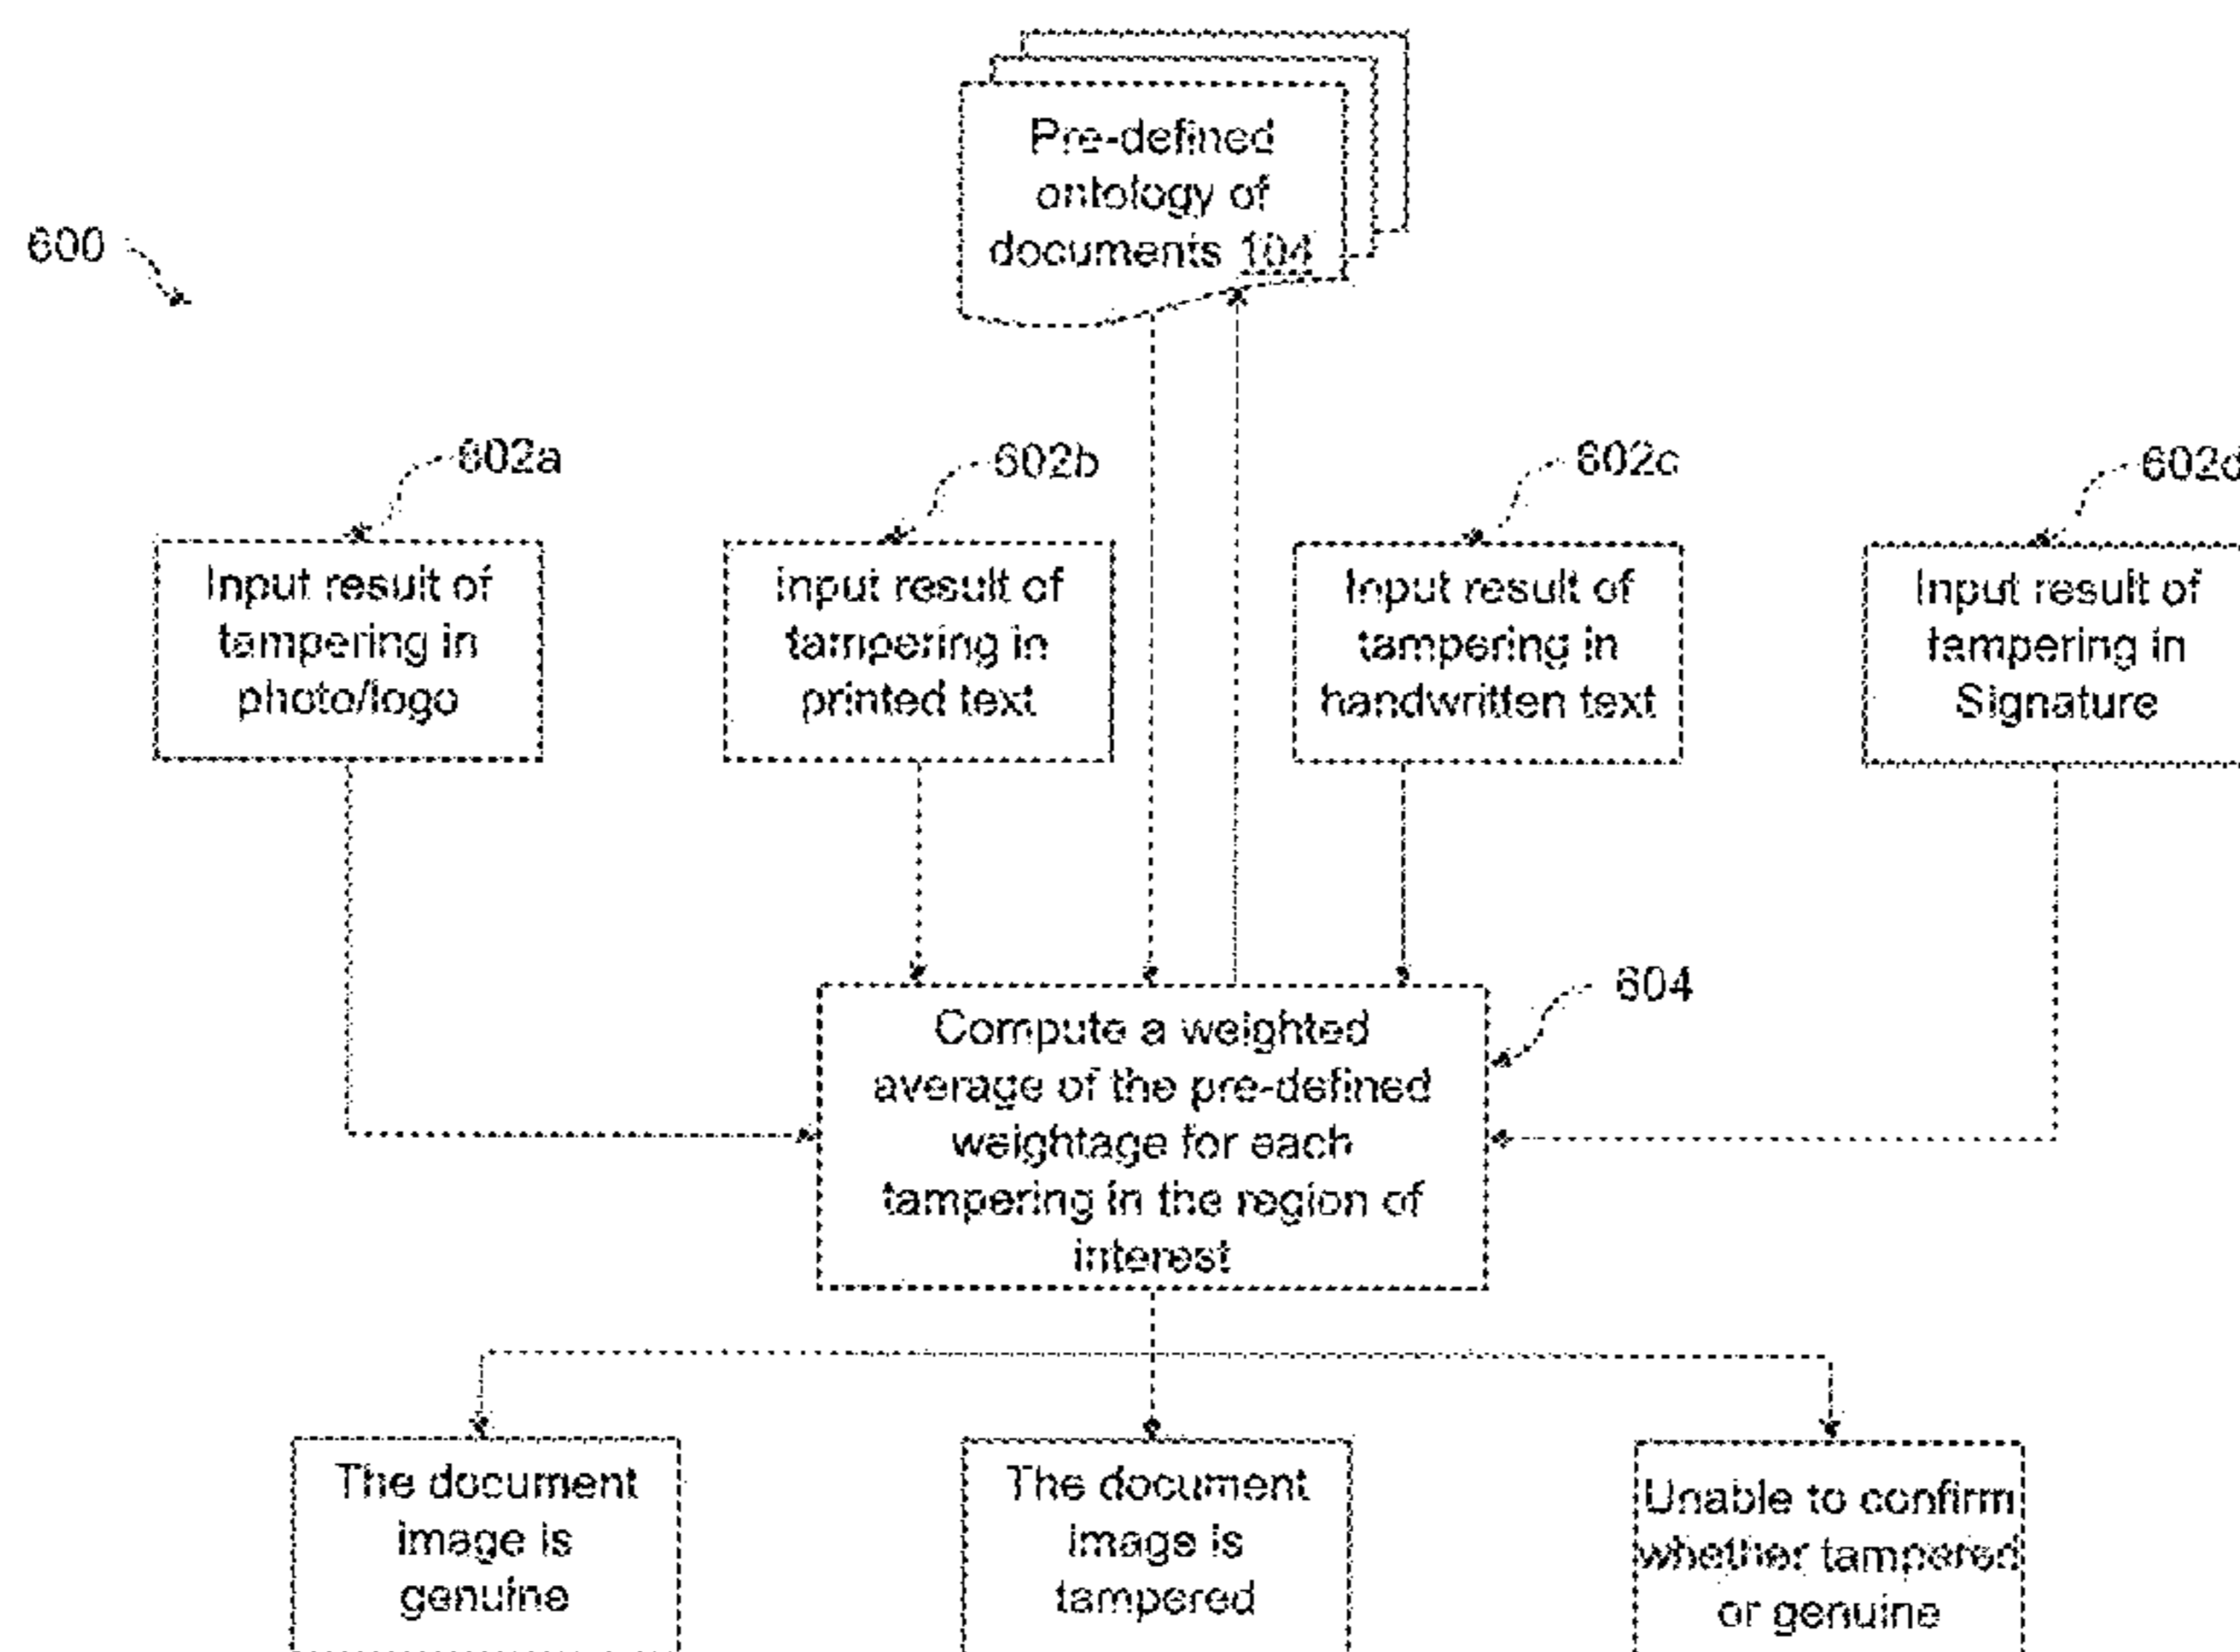 Pre-defined
ontology of
documents 104
600
602a
602b
602c
602d
Input result of
tampering in
photo/logo
Input result of
tampering in
printed text
Input result of
tampering in
handwritten text
Input result of
tampering in
Signature
604
Compute a weighted
average of the pre-defined
weightage for each
tampering in the region of
interest
The document
image is
genuine
The document
image is
tampered
Unable to confirm
whether tampered
or genuine